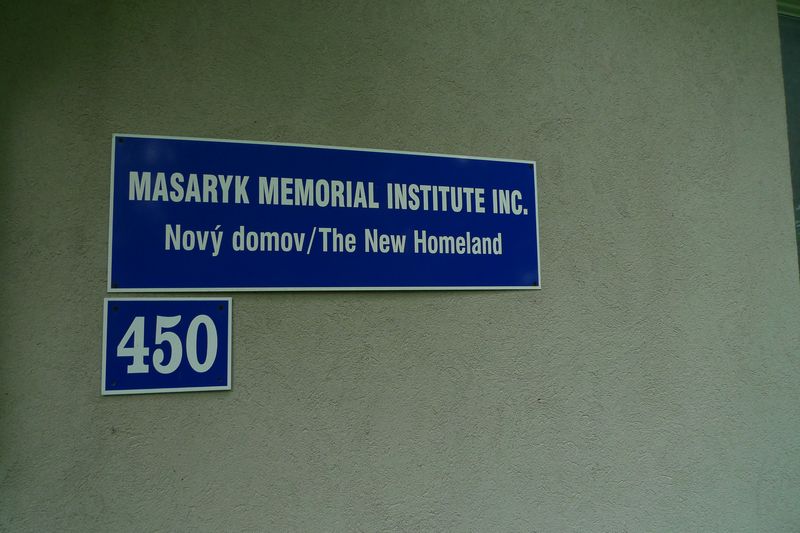 MASARYK MEMORIAL INSTITUTE INC.
Nový domov/The New Homeland
450